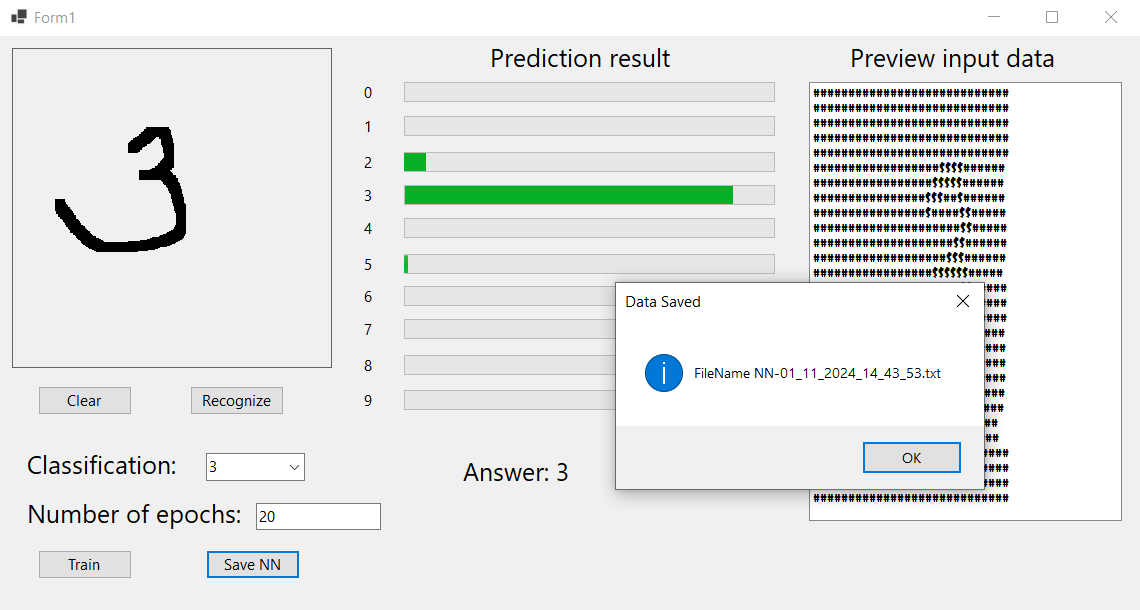 Form1
Prediction result
Preview input data
3
0
1
2
3
4
5
6
7
8
9
############################
############################
############################
############################
############################
##################$$$$######
#################$$$$$######
################$$$##$######
################$####$$#####
#####################$$#####
####################$$######
###################$$$######
#################$$$$$$#####
############################
Data Saved
FileName NN-01_11_2024_14_43_53.txt
OK
Clear
Recognize
Classification: 3
Answer: 3
Number of epochs: 20
Train
Save NN